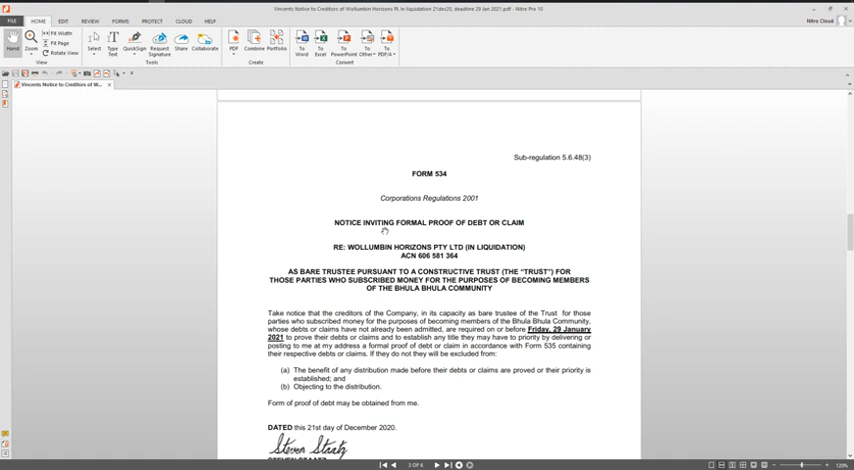 Vincents Notice to Creditors of Wollumbin Horizons PL in liquidation 21dec20, deadline 29 Jan 2021.pdf - Nitro Pro 10
FILE HOME EDIT REVIEW FORMS PROTECT CLOUD HELP Nitro Cloud
Hand Zoom Fit Width Fit Page Rotate View Select Type Text QuickSign Request Signature Share Collaborate PDF Combine Portfolio To Word To Excel To PowerPoint To Other To PDF/A
View Tools Create Convert
Vincents Notice to Creditors of W...
Sub-regulation 5.6.48(3)
FORM 534
Corporations Regulations 2001
NOTICE INVITING FORMAL PROOF OF DEBT OR CLAIM
RE: WOLLUMBIN HORIZONS PTY LTD (IN LIQUIDATION)
ACN 606 581 364
AS BARE TRUSTEE PURSUANT TO A CONSTRUCTIVE TRUST (THE “TRUST”) FOR
THOSE PARTIES WHO SUBSCRIBED MONEY FOR THE PURPOSES OF BECOMING MEMBERS
OF THE BHULA BHULA COMMUNITY
Take notice that the creditors of the Company, in its capacity as bare trustee of the Trust for those
parties who subscribed money for the purposes of becoming members of the Bhula Bhula Community,
whose debts or claims have not already been admitted, are required on or before Friday, 29 January
2021 to prove their debts or claims and to establish any title they may have to priority by delivering or
posting to me at my address a formal proof of debt or claim in accordance with Form 535 containing
their respective debts or claims. If they do not they will be excluded from:
(a) The benefit of any distribution made before their debts or claims are proved or their priority is
established; and
(b) Objecting to the distribution.
Form of proof of debt may be obtained from me.
DATED this 21st day of December 2020.
Steven Staatz
STEVEN STAATZ
3 OF 6
120%